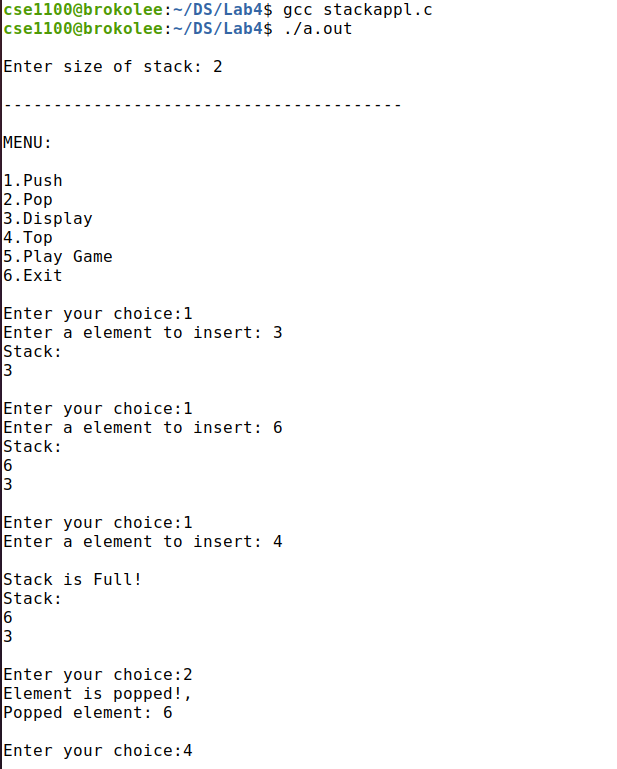 cse1100@brokolee:~/DS/Lab4$ gcc stackappl.c
cse1100@brokolee:~/DS/Lab4$ ./a.out
Enter size of stack: 2
----------------------------------------
MENU:
1.Push
2.Pop
3.Display
4.Top
5.Play Game
6.Exit
Enter your choice:1
Enter a element to insert: 3
Stack:
3
Enter your choice:1
Enter a element to insert: 6
Stack:
6
3
Enter your choice:1
Enter a element to insert: 4
Stack is Full!
Stack:
6
3
Enter your choice:2
Element is popped!,
Popped element: 6
Enter your choice:4